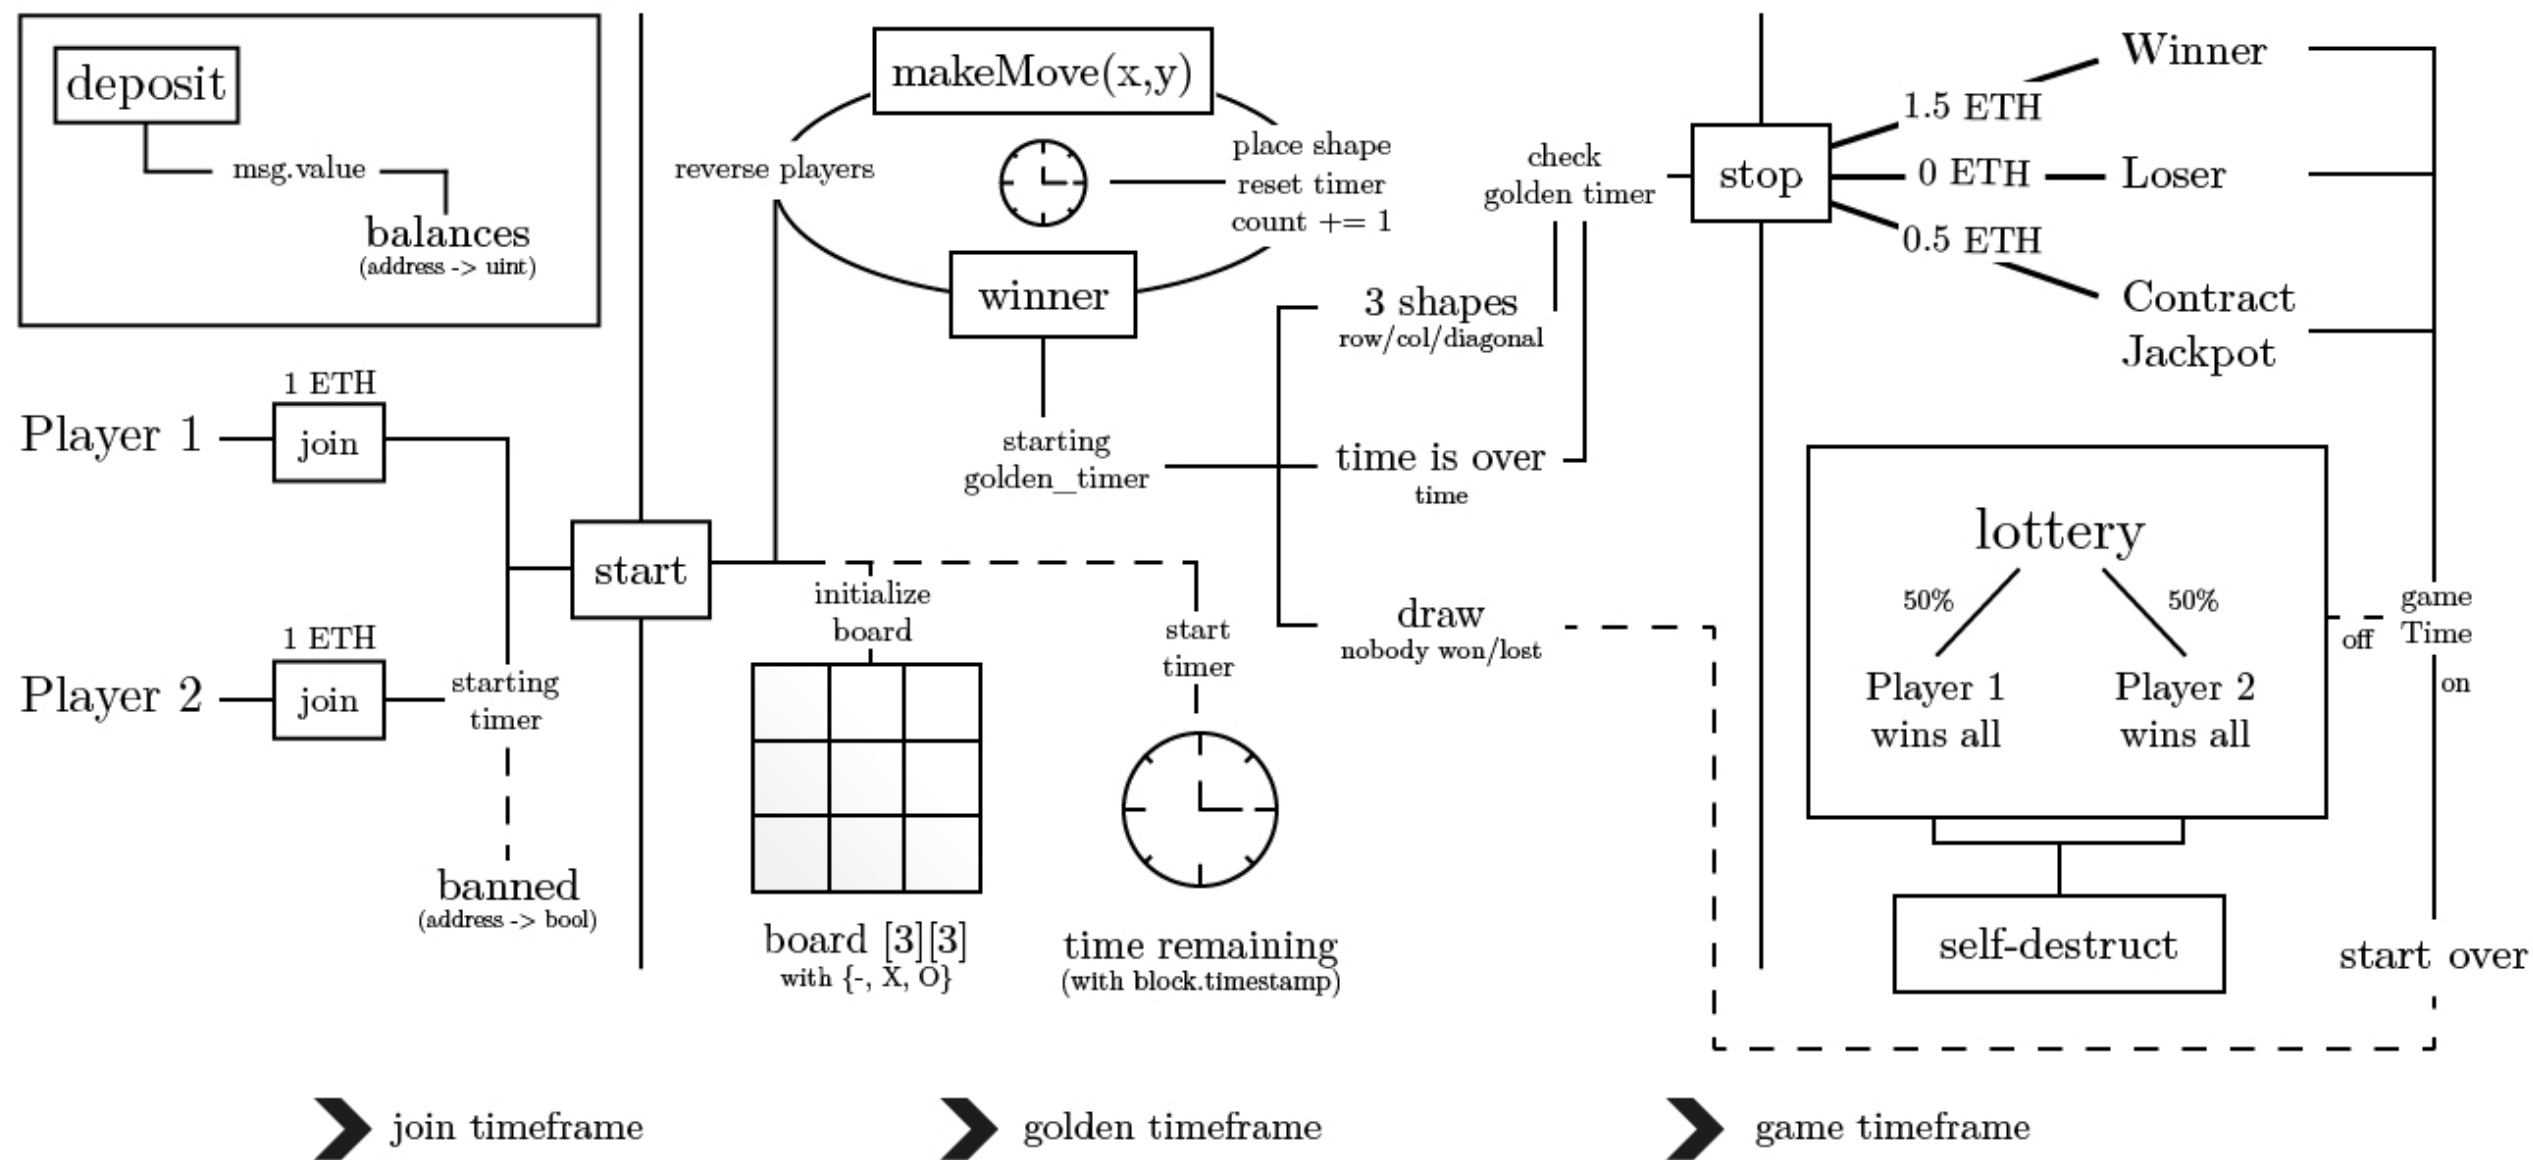 deposit
msg.value
balances
(address -> uint)
1 ETH
Player 1
join
1 ETH
Player 2
join
starting
timer
banned
(address -> bool)
start
makeMove(x,y)
reverse players
place shape
reset timer
count += 1
winner
starting
golden_timer
3 shapes
row/col/diagonal
time is over
time
draw
nobody won/lost
check
golden timer
initialize
board
start
timer
board [3][3]
with {-, X, O}
time remaining
(with block.timestamp)
stop
1.5 ETH
Winner
0 ETH
Loser
0.5 ETH
Contract
Jackpot
lottery
50%
50%
Player 1
wins all
Player 2
wins all
off
game
Time
on
self-destruct
start over
join timeframe
golden timeframe
game timeframe